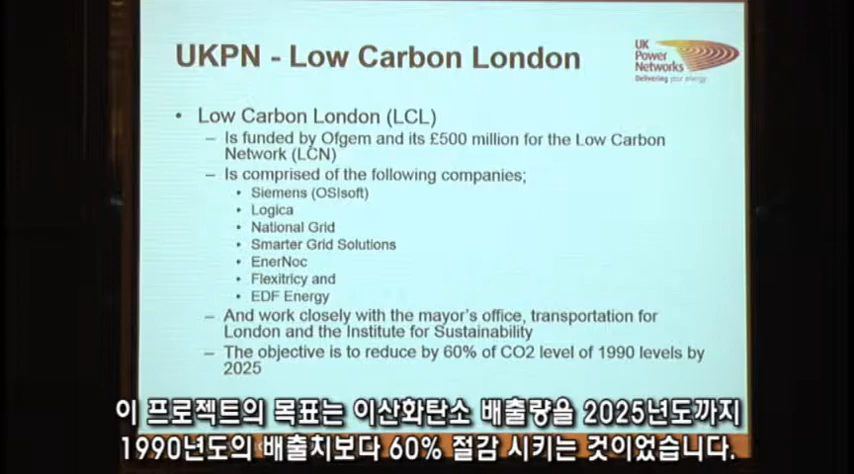 UKPN - Low Carbon London
UK
Power
Networks
Delivering your energy
• Low Carbon London (LCL)
– Is funded by Ofgem and its £500 million for the Low Carbon
Network (LCN)
– Is comprised of the following companies;
• Siemens (OSIsoft)
• Logica
• National Grid
• Smarter Grid Solutions
• EnerNoc
• Flexitricity and
• EDF Energy
– And work closely with the mayor's office, transportation for
London and the Institute for Sustainability
– The objective is to reduce by 60% of CO2 level of 1990 levels by
2025
이 프로젝트의 목표는 이산화탄소 배출량을 2025년도까지
1990년도의 배출치보다 60% 절감 시키는 것이었습니다.